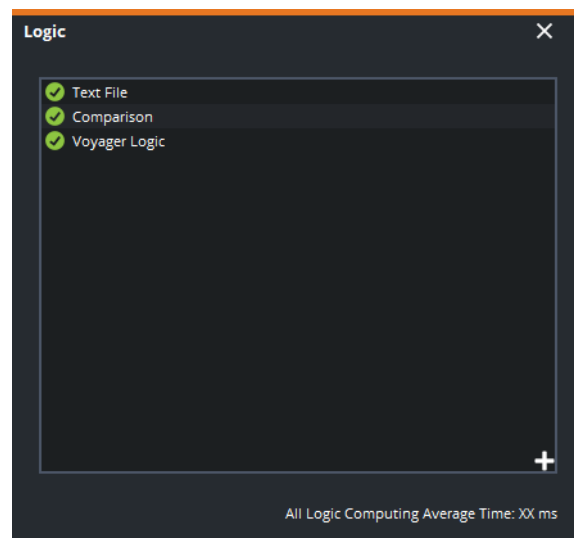 Logic
Text File
Comparison
Voyager Logic
All Logic Computing Average Time: XX ms